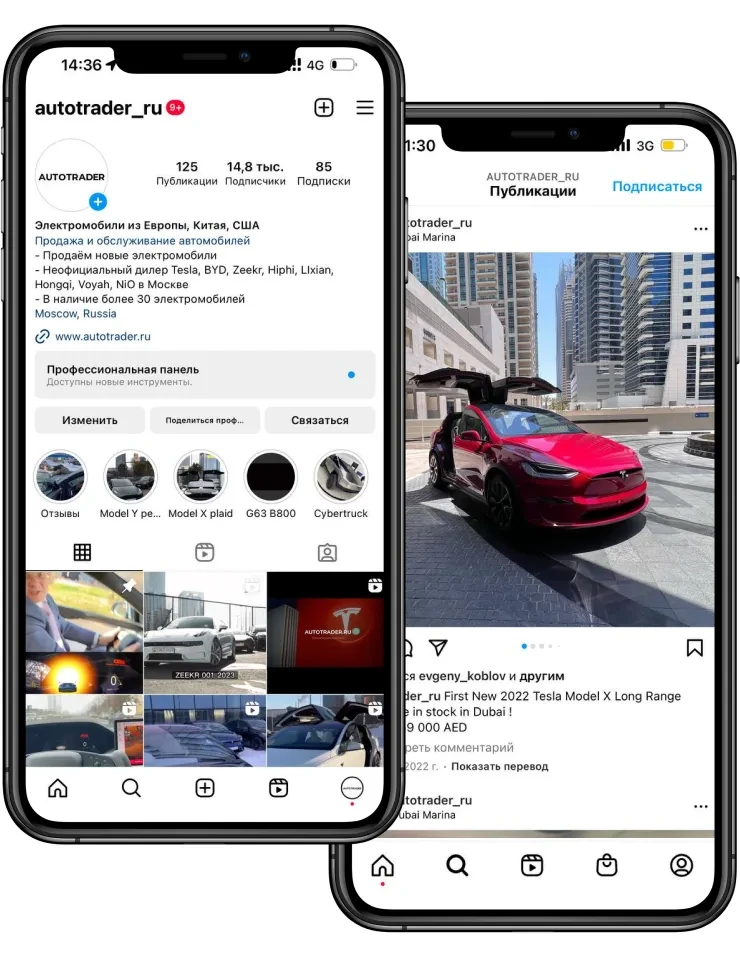 14:36
4G
autotrader_ru 9+
AUTOTRADER
125
14,8 тыс.
85
Публикации
Подписчики
Подписки
Электромобили из Европы, Китая, США
Продажа и обслуживание автомобилей
- Продаём новые электромобили
- Неофициальный дилер Tesla, BYD, Zeekr, Hiphi, LIxian,
Hongqi, Voyah, NiO в Москве
- В наличие более 30 электромобилей
Moscow, Russia
www.autotrader.ru
Профессиональная панель
Доступны новые инструменты.
Изменить
Поделиться проф...
Связаться
Отзывы
Model Y pe...
Model X plaid
G63 B800
Cybertruck
AUTOTRADER.RU
ZEEKR 001 2023
1:30
3G
AUTOTRADER_RU
Публикации
Подписаться
totrader_ru
bai Marina
ся evgeny_koblov и другим
der_ru First New 2022 Tesla Model X Long Range
e in stock in Dubai !
9 000 AED
реть комментарий
2022 г. · Показать перевод
totrader_ru
ubai Marina